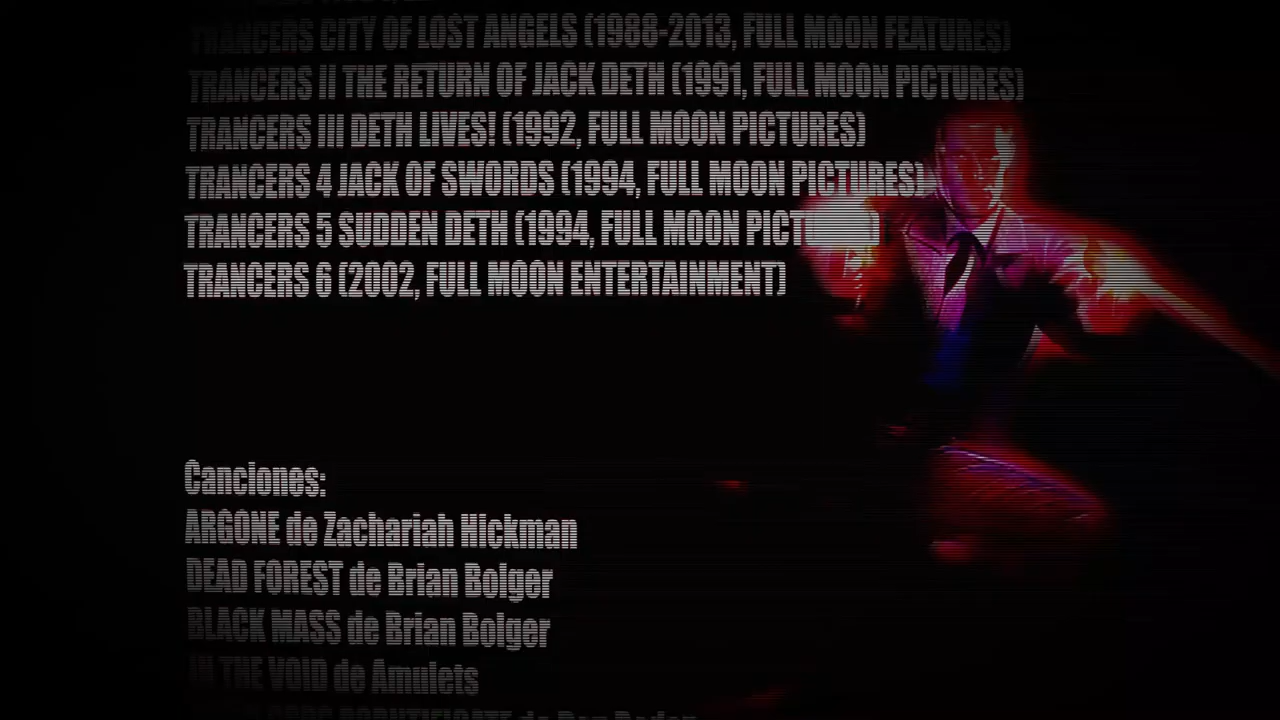 TRANCERS CITY OF LOST ANGELS (1988-2013, FULL MOON FEATURES)
TRANCERS II THE RETURN OF JACK DETH (1991, FULL MOON PICTURES)
TRANCERS III DETH LIVES! (1992, FULL MOON PICTURES)
TRANCERS 4 JACK OF SWORDS (1994, FULL MOON PICTURES)
TRANCERS 5 SUDDEN DETH (1994, FULL MOON PICT
TRANCERS 6 (2002, FULL MOON ENTERTAINMENT)
Canciones:
ARGONE de Zachariah Hickman
DEAD FOREST de Brian Bolger
BLACK MASS de Brian Bolger
IN THE VOID de Amulets